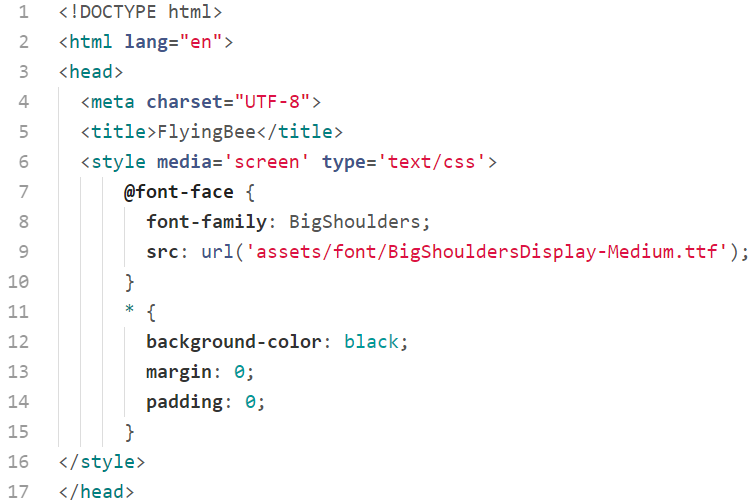 1 <!DOCTYPE html>
2 <html lang="en">
3 <head>
4 <meta charset="UTF-8">
5 <title>FlyingBee</title>
6 <style media='screen' type='text/css'>
7 @font-face {
8 font-family: BigShoulders;
9 src: url('assets/font/BigShouldersDisplay-Medium.ttf');
10 }
11 * {
12 background-color: black;
13 margin: 0;
14 padding: 0;
15 }
16 </style>
17 </head>